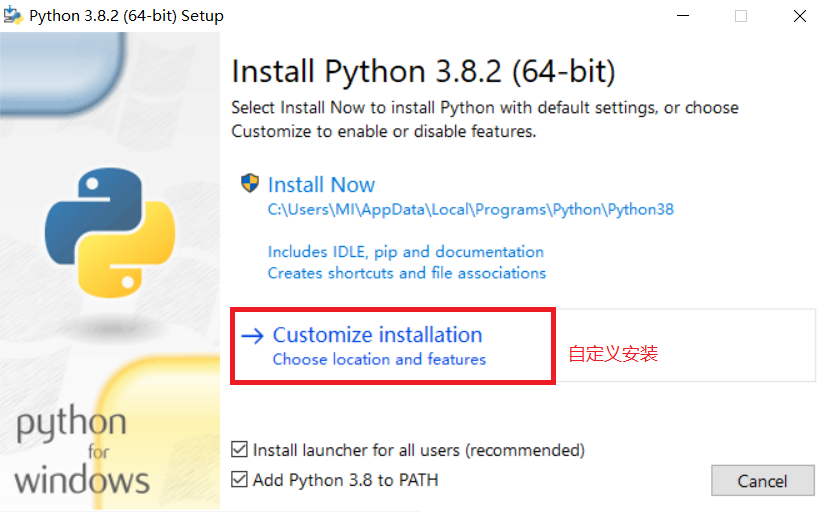 Python 3.8.2 (64-bit) Setup
Install Python 3.8.2 (64-bit)
Select Install Now to install Python with default settings, or choose
Customize to enable or disable features.
Install Now
C:\Users\MI\AppData\Local\Programs\Python\Python38
Includes IDLE, pip and documentation
Creates shortcuts and file associations
Customize installation
Choose location and features
自定义安装
python
for
windows
Install launcher for all users (recommended)
Add Python 3.8 to PATH
Cancel